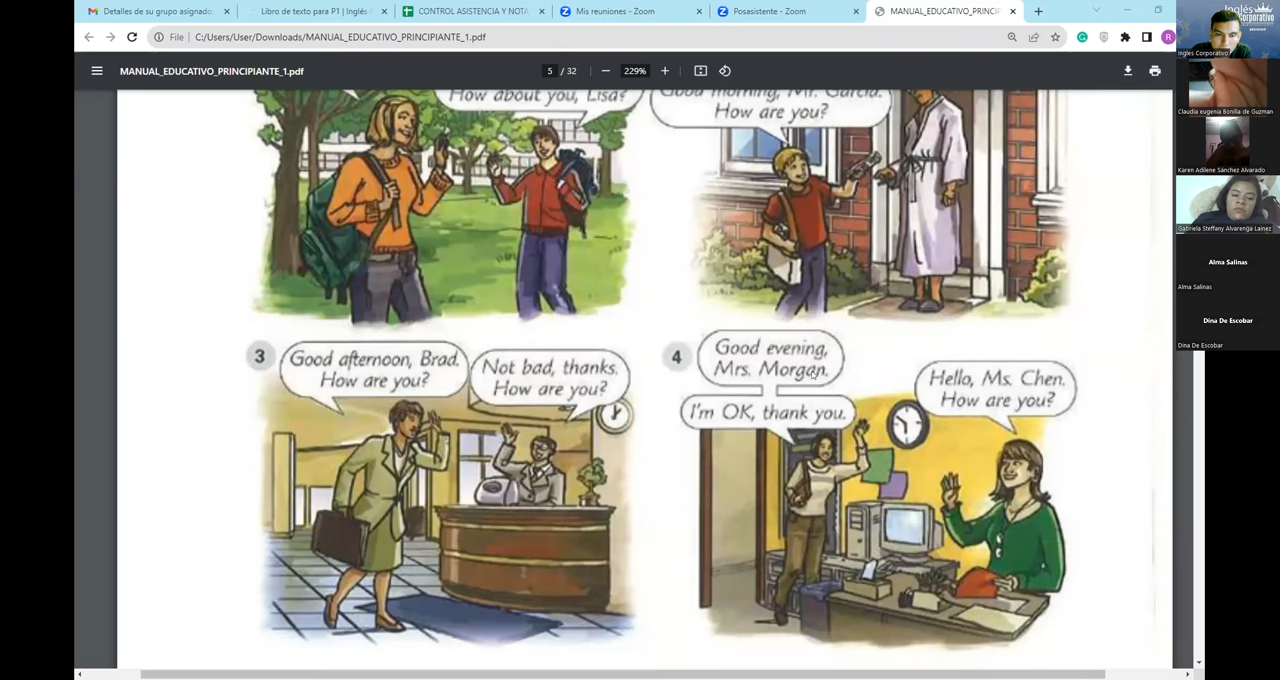 Detalles de su grupo asignado
Libro de texto para P1 | Inglés
CONTROL ASISTENCIA Y NOTA
Mis reuniones - Zoom
Posasistente - Zoom
MANUAL_EDUCATIVO_PRINCIP
File
C:/Users/User/Downloads/MANUAL_EDUCATIVO_PRINCIPIANTE_1.pdf
R
MANUAL_EDUCATIVO_PRINCIPIANTE_1.pdf
5 / 32
229%
How about you, Lisa?
Good morning, Mr. Garcia.
How are you?
3
Good afternoon, Brad.
How are you?
Not bad, thanks.
How are you?
4
Good evening,
Mrs. Morgan.
I'm OK, thank you.
Hello, Ms. Chen.
How are you?
Inglés
Corporativo
Ingles Corporativo
Claudia eugenia Bonilla de Guzman
Karen Adilene Sánchez Alvarado
Gabriela Steffany Alvarenga Lainez
Alma Salinas
Alma Salinas
Dina De Escobar
Dina De Escobar